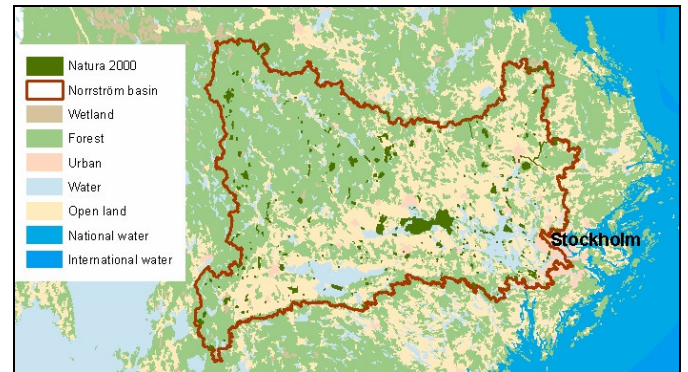 Natura 2000
Norrström basin
Wetland
Forest
Urban
Water
Open land
National water
International water
Stockholm